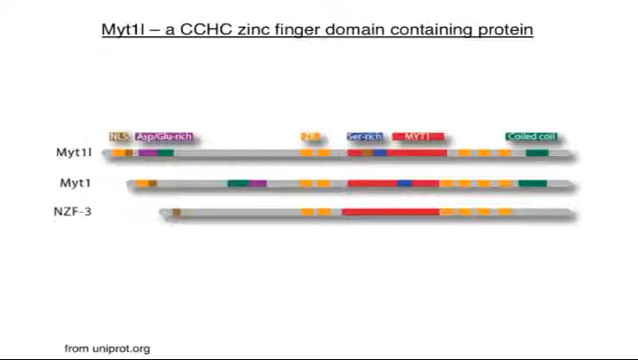 Myt1l – a CCHC zinc finger domain containing protein
NLS Asp/Glu-rich Ser-rich MYT1 Coiled coil
Myt1l
Myt1
NZF-3
from uniprot.org